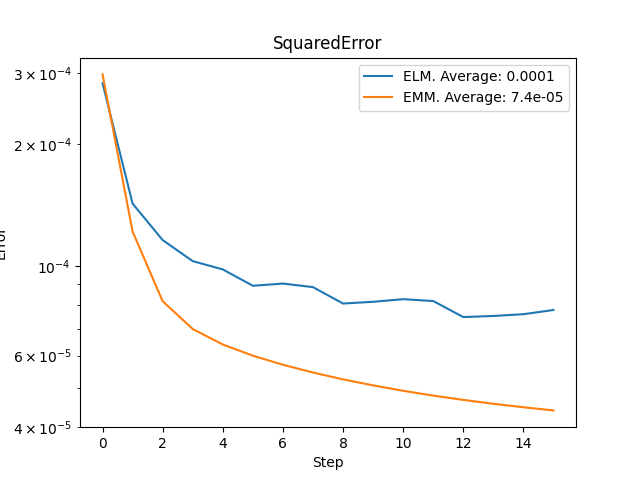 SquaredError
ELM. Average: 0.0001
EMM. Average: 7.4e-05
3 × 10⁻⁴
2 × 10⁻⁴
10⁻⁴
6 × 10⁻⁵
4 × 10⁻⁵
Error
0 2 4 6 8 10 12 14
Step